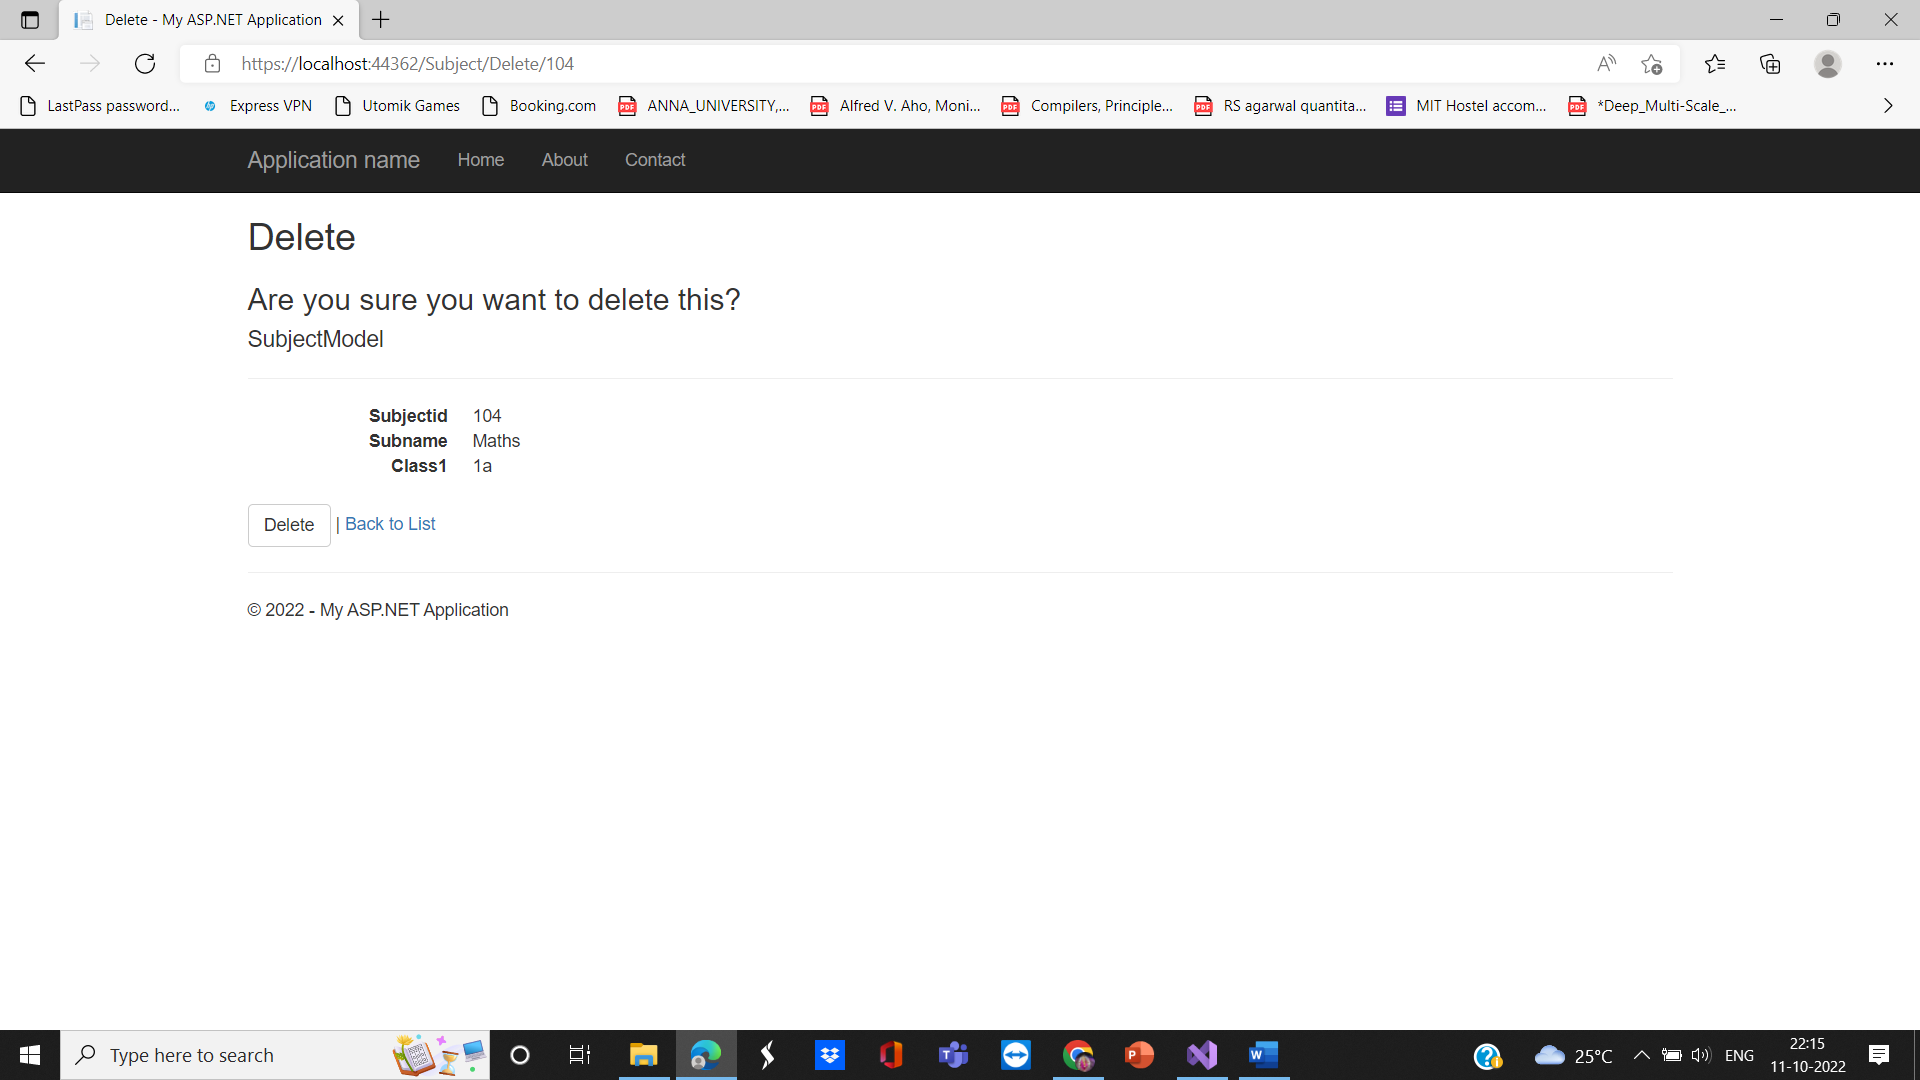 Delete - My ASP.NET Application
https://localhost:44362/Subject/Delete/104
LastPass password... Express VPN Utomik Games Booking.com ANNA_UNIVERSITY,... Alfred V. Aho, Moni... Compilers, Principle... RS agarwal quantita... MIT Hostel accom... *Deep_Multi-Scale_...
Application name Home About Contact
Delete
Are you sure you want to delete this?
SubjectModel
Subjectid 104
Subname Maths
Class1 1a
Delete | Back to List
© 2022 - My ASP.NET Application
Type here to search 25°C ENG 22:15
11-10-2022